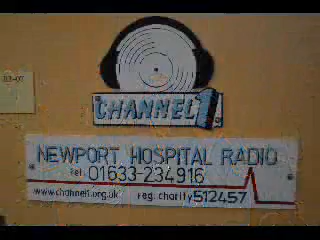 CHANNEL 1
NEWPORT HOSPITAL RADIO
tel. 01633-234916
www.channel1.org.uk reg. charity 512457